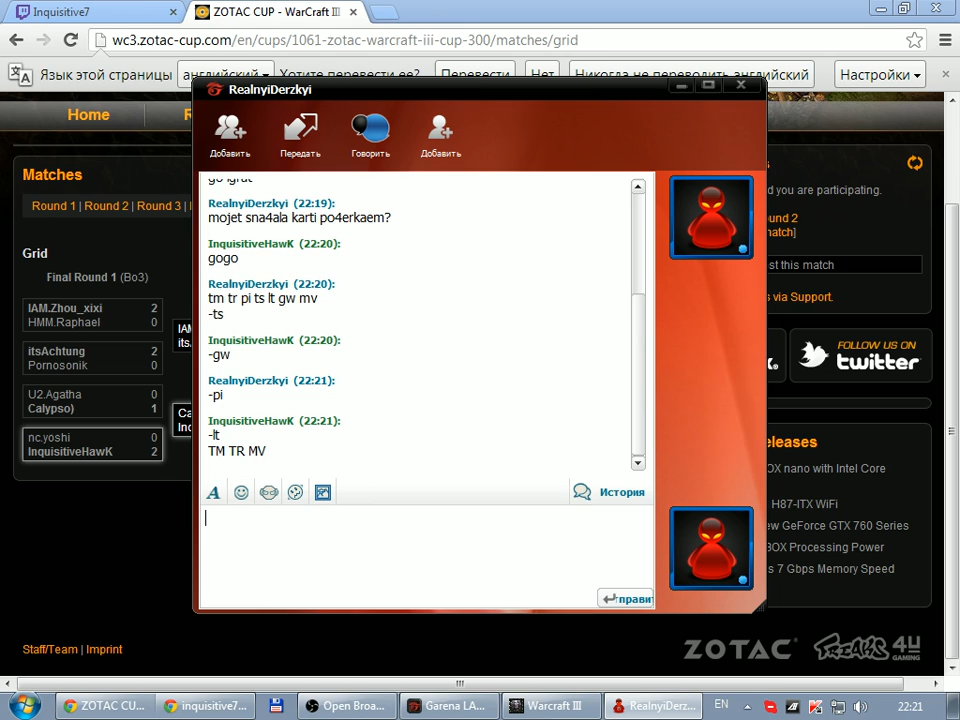 Inquisitive7
ZOTAC CUP - WarCraft III
wc3.zotac-cup.com/en/cups/1061-zotac-warcraft-iii-cup-300/matches/grid
Язык этой страницы английский Хотите перевести ее? Перевести Нет Никогда не переводить английский Настройки
RealnyiDerzkyi
Home
Добавить Передать Говорить Добавить
Matches
Round 1 | Round 2 | Round 3 |
Grid
Final Round 1 (Bo3)
IAM.Zhou_xixi 2
HMM.Raphael 0
itsAchtung 2
Pornosonik 0
U2.Agatha 0
Calypso) 1
nc.yoshi 0
InquisitiveHawK 2
go igrat
RealnyiDerzkyi (22:19):
mojet sna4ala karti po4erkaem?
InquisitiveHawK (22:20):
gogo
RealnyiDerzkyi (22:20):
tm tr pi ts lt gw mv
-ts
InquisitiveHawK (22:20):
-gw
RealnyiDerzkyi (22:21):
-pi
InquisitiveHawK (22:21):
-lt
TM TR MV
История
d you are participating.
und 2
match]
st this match
s via Support.
FOLLOW US ON
twitter
eleases
OX nano with Intel Core
H87-ITX WiFi
ew GeForce GTX 760 Series
BOX Processing Power
s 7 Gbps Memory Speed
Staff/Team | Imprint
ZOTAC FREAKS 4U
GAMING
ZOTAC CU... inquisitive7... Open Broa... Garena LA... Warcraft III RealnyiDerz... EN 22:21